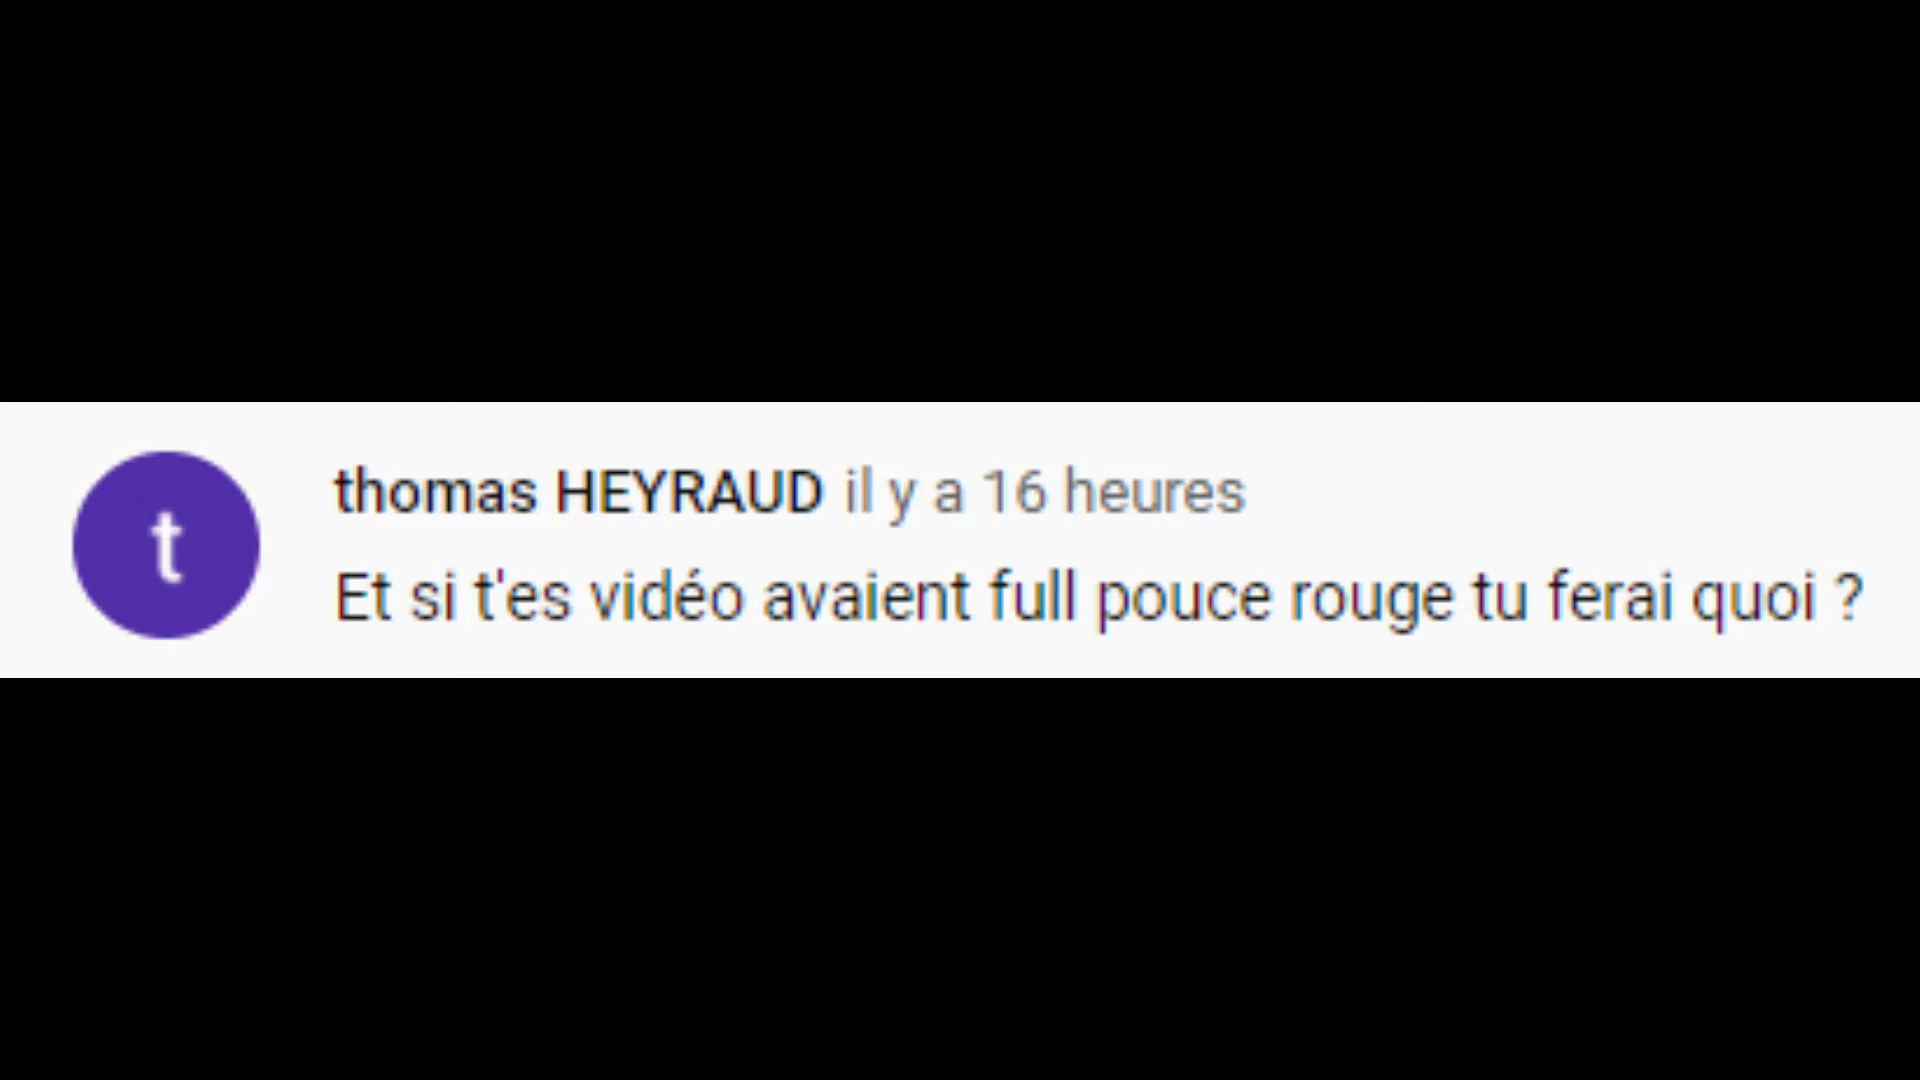 t
thomas HEYRAUD il y a 16 heures
Et si t'es vidéo avaient full pouce rouge tu ferai quoi ?